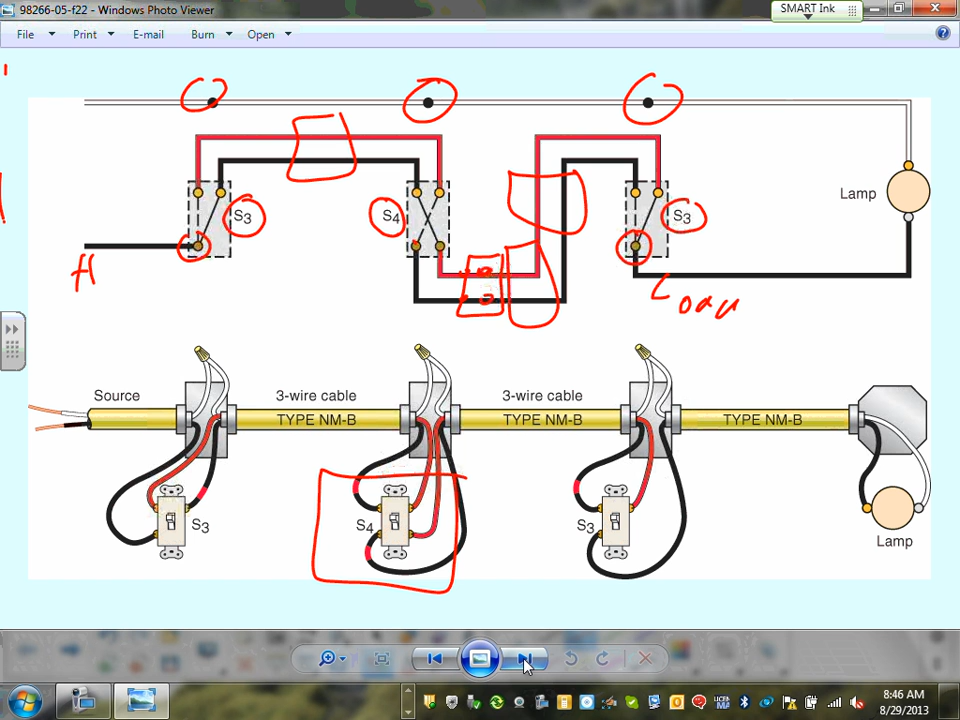 98266-05-f22 - Windows Photo Viewer
SMART Ink
File Print E-mail Burn Open
S3
S4
S3
Lamp
H
Source
3-wire cable
3-wire cable
TYPE NM-B
TYPE NM-B
TYPE NM-B
S3
S4
S3
Lamp
8:46 AM
8/29/2013